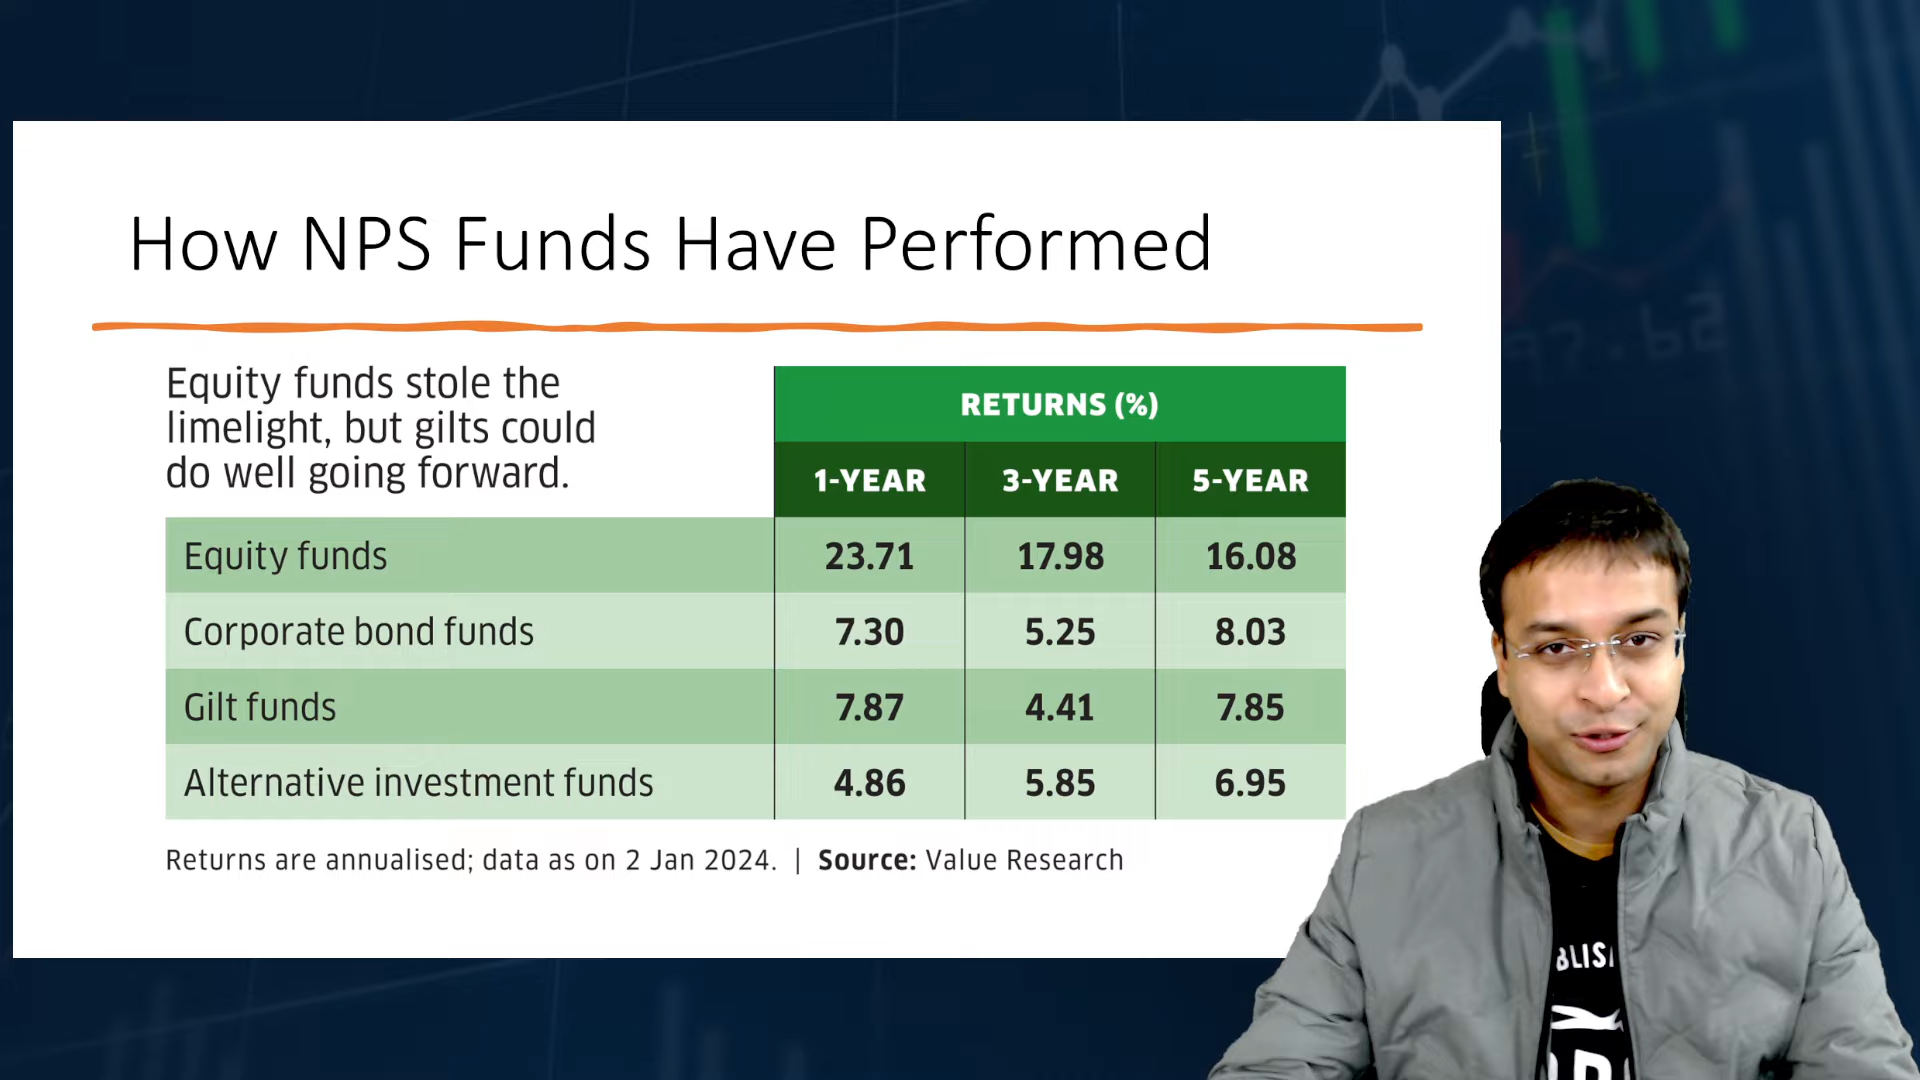 How NPS Funds Have Performed
Equity funds stole the
limelight, but gilts could
do well going forward.
RETURNS (%)
1-YEAR 3-YEAR 5-YEAR
Equity funds 23.71 17.98 16.08
Corporate bond funds 7.30 5.25 8.03
Gilt funds 7.87 4.41 7.85
Alternative investment funds 4.86 5.85 6.95
Returns are annualised; data as on 2 Jan 2024. | Source: Value Research